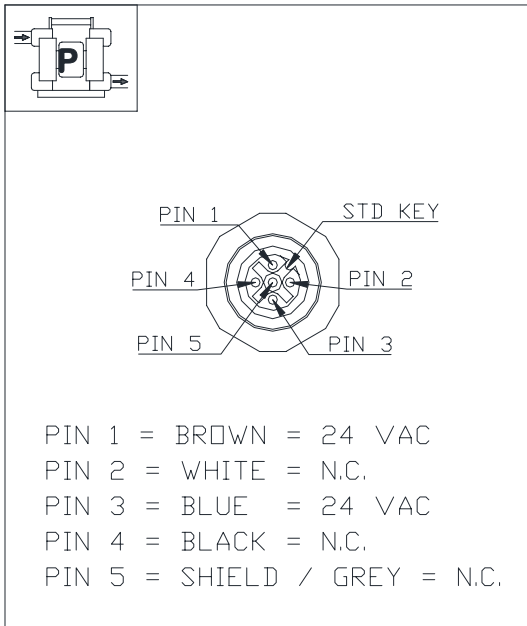 P
PIN 1
STD KEY
PIN 4
PIN 2
PIN 5
PIN 3
PIN 1 = BROWN = 24 VAC
PIN 2 = WHITE = N.C.
PIN 3 = BLUE = 24 VAC
PIN 4 = BLACK = N.C.
PIN 5 = SHIELD / GREY = N.C.